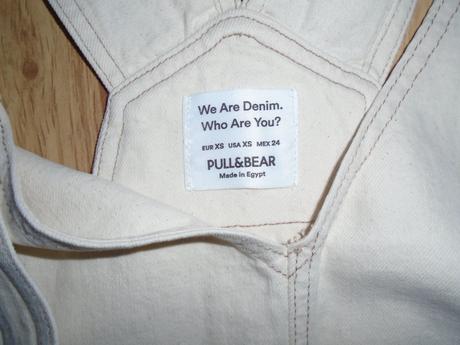 We Are Denim.
Who Are You?
EUR XS USA XS MEX 24
PULL&BEAR
Made in Egypt